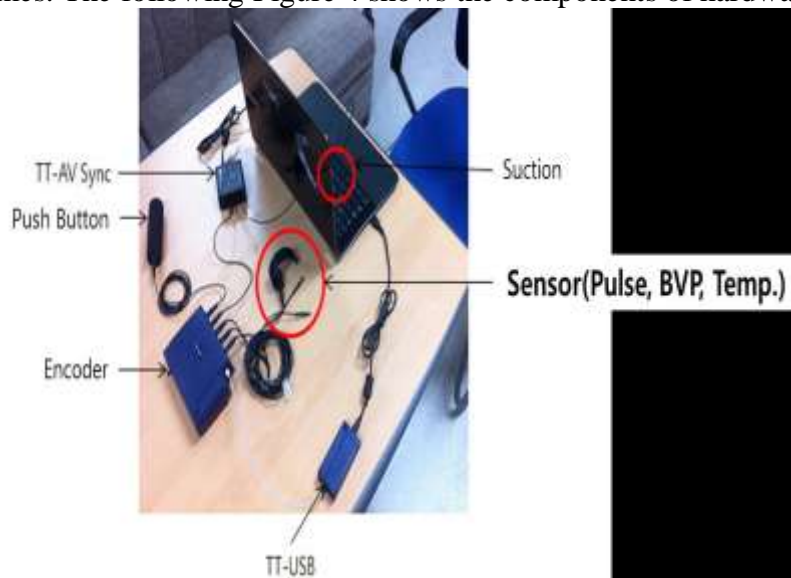 The following Figure 4 shows the components of
TT-AV Sync
Suction
Push Button
Sensor(Pulse, BVP, Temp.)
Encoder
TT-USB